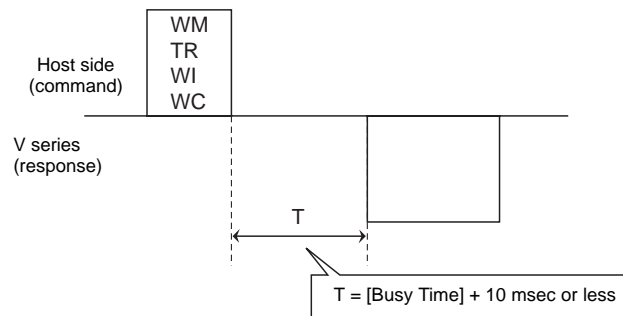 WM
TR
WI
WC
Host side
(command)
V series
(response)
T
T = [Busy Time] + 10 msec or less